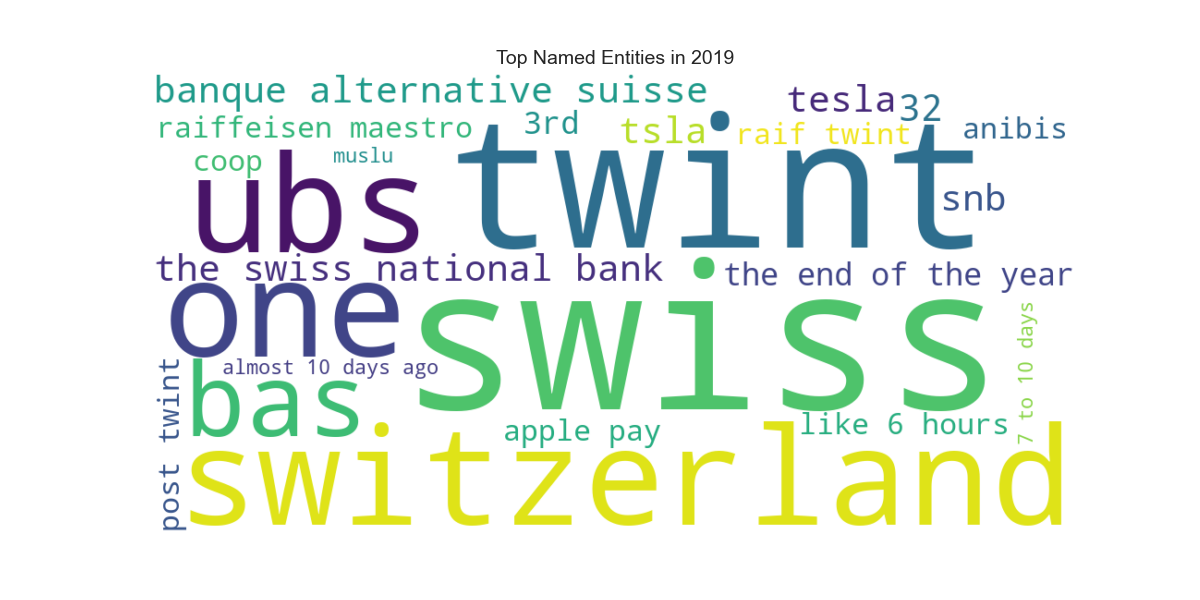 Top Named Entities in 2019
banque alternative suisse
tesla
32
raiffeisen maestro
3rd
tsla
raif twint
anibis
coop
muslu
twint
ubs
snb
the swiss national bank
the end of the year
one
swiss
7 to 10 days
almost 10 days ago
post twint
bas
apple pay
like 6 hours
switzerland